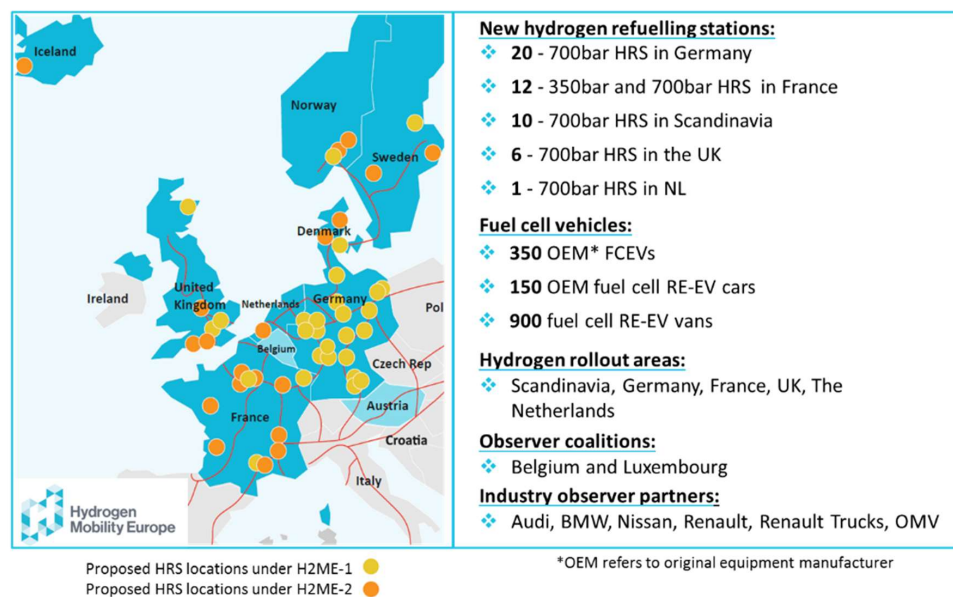 Iceland
Norway
Sweden
Denmark
Ireland
United
Kingdom
Netherlands
Germany
Pol
Belgium
Czech Rep
Austria
France
Croatia
Italy
Hydrogen
Mobility Europe
Proposed HRS locations under H2ME-1
Proposed HRS locations under H2ME-2
New hydrogen refuelling stations:
❖ 20 - 700bar HRS in Germany
❖ 12 - 350bar and 700bar HRS in France
❖ 10 - 700bar HRS in Scandinavia
❖ 6 - 700bar HRS in the UK
❖ 1 - 700bar HRS in NL
Fuel cell vehicles:
❖ 350 OEM* FCEVs
❖ 150 OEM fuel cell RE-EV cars
❖ 900 fuel cell RE-EV vans
Hydrogen rollout areas:
❖ Scandinavia, Germany, France, UK, The
Netherlands
Observer coalitions:
❖ Belgium and Luxembourg
Industry observer partners:
❖ Audi, BMW, Nissan, Renault, Renault Trucks, OMV
*OEM refers to original equipment manufacturer